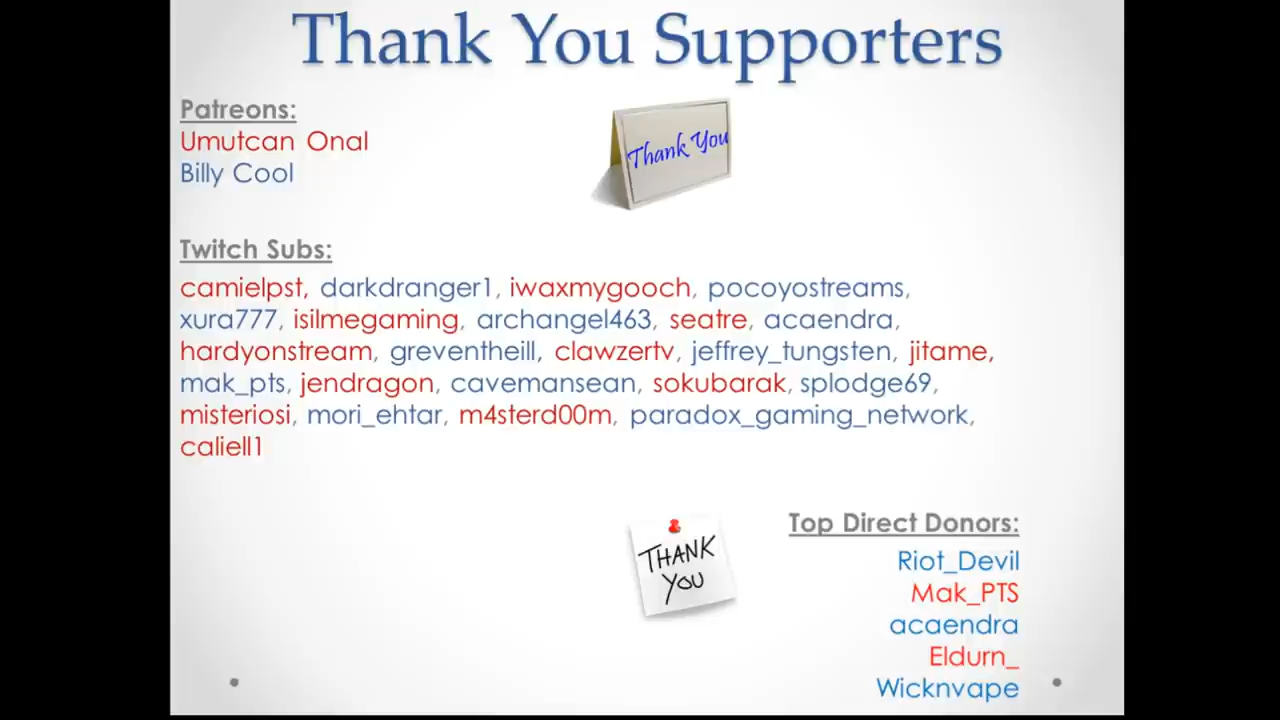 Thank You Supporters
Patreons:
Umutcan Onal
Billy Cool
Thank You
Twitch Subs:
camielpst, darkdranger1, iwaxmygooch, pocoyostreams,
xura777, isilmegaming, archangel463, seatre, acaendra,
hardyonstream, greventheill, clawzertv, jeffrey_tungsten, jitame,
mak_pts, jendragon, cavemansean, sokubarak, splodge69,
misteriosi, mori_ehtar, m4sterd00m, paradox_gaming_network,
caliell1
THANK
YOU
Top Direct Donors:
Riot_Devil
Mak_PTS
acaendra
Eldurn_
Wicknvape